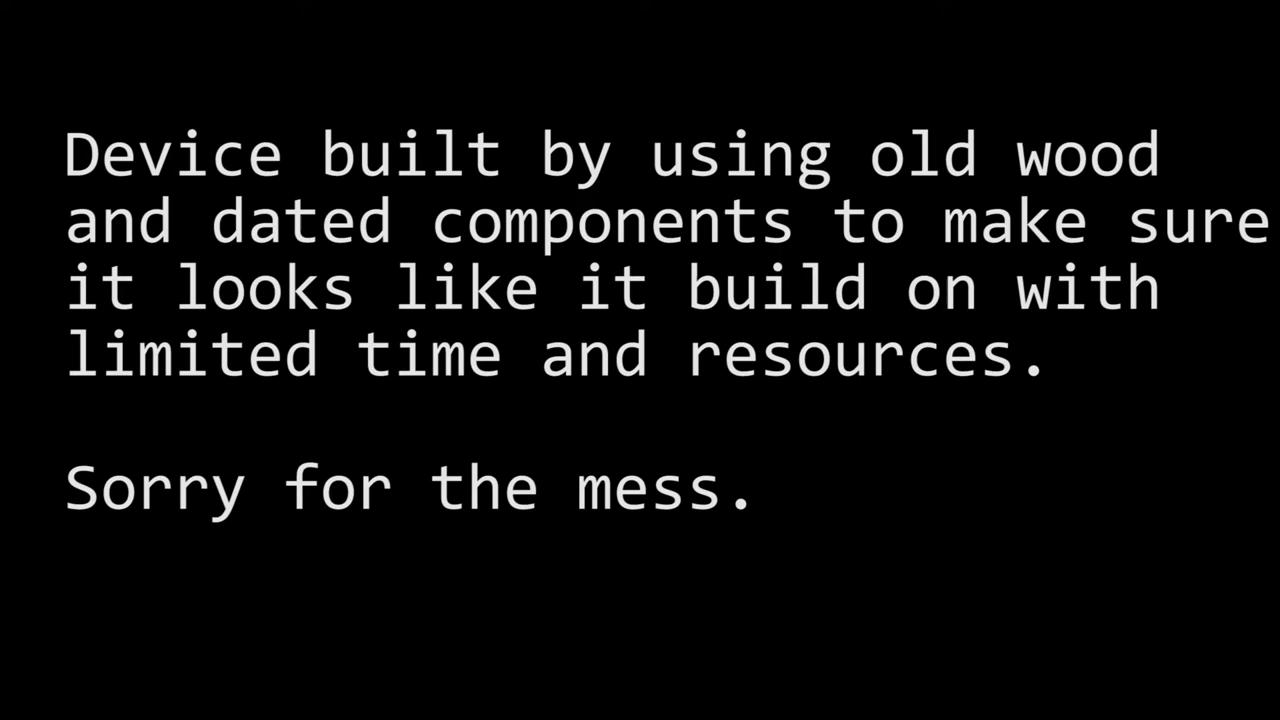 Device built by using old wood
and dated components to make sure
it looks like it build on with
limited time and resources.
Sorry for the mess.